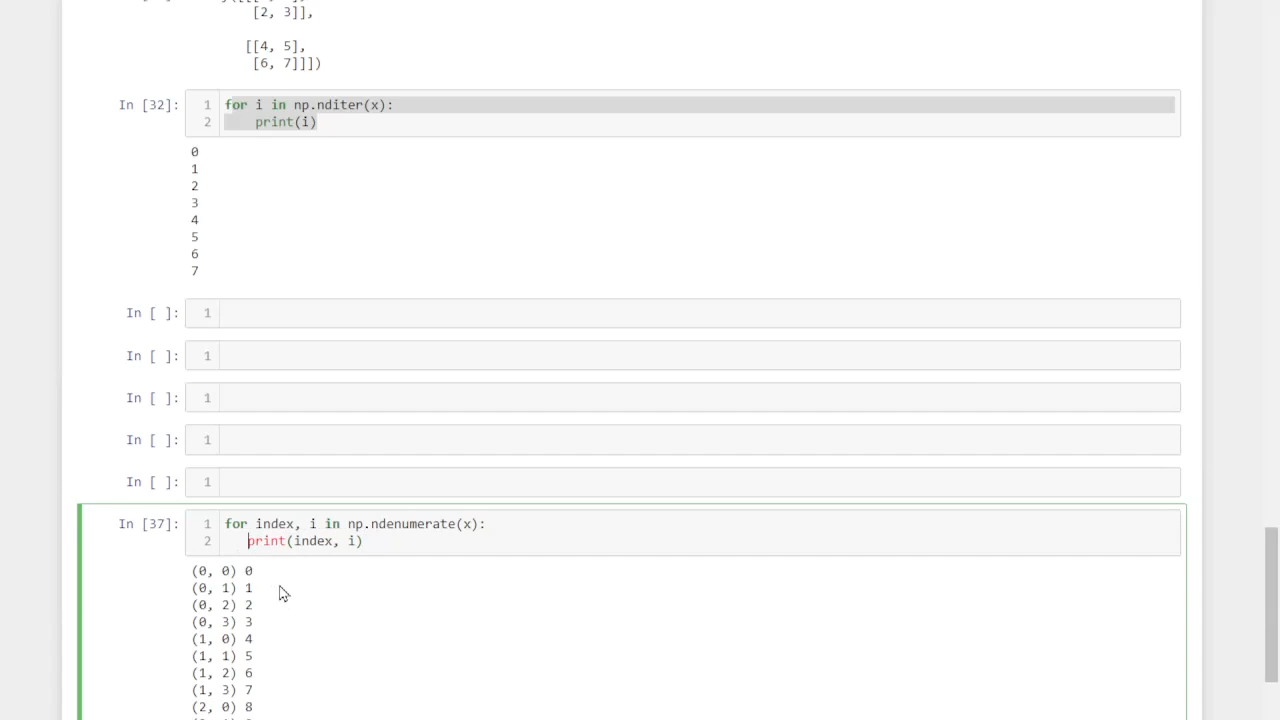 [2, 3]],
[[4, 5],
[6, 7]]])
In [32]: 1 for i in np.nditer(x):
2 print(i)
0
1
2
3
4
5
6
7
In [ ]: 1
In [ ]: 1
In [ ]: 1
In [ ]: 1
In [ ]: 1
In [37]: 1 for index, i in np.ndenumerate(x):
2 print(index, i)
(0, 0) 0
(0, 1) 1
(0, 2) 2
(0, 3) 3
(1, 0) 4
(1, 1) 5
(1, 2) 6
(1, 3) 7
(2, 0) 8